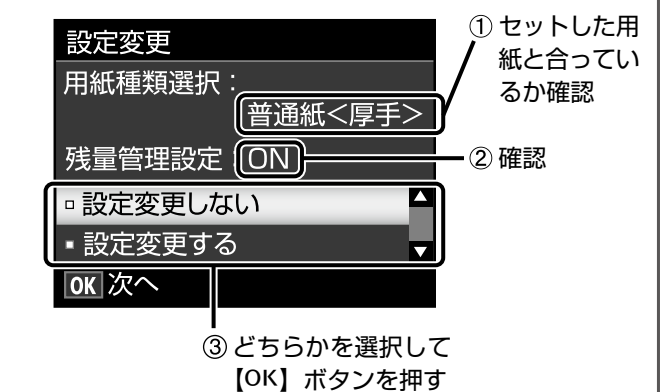 設定変更
用紙種類選択：
普通紙＜厚手＞
残量管理設定：ON
▫ 設定変更しない
▪ 設定変更する
OK 次へ
① セットした用
紙と合ってい
るか確認
② 確認
③ どちらかを選択して
【OK】ボタンを押す